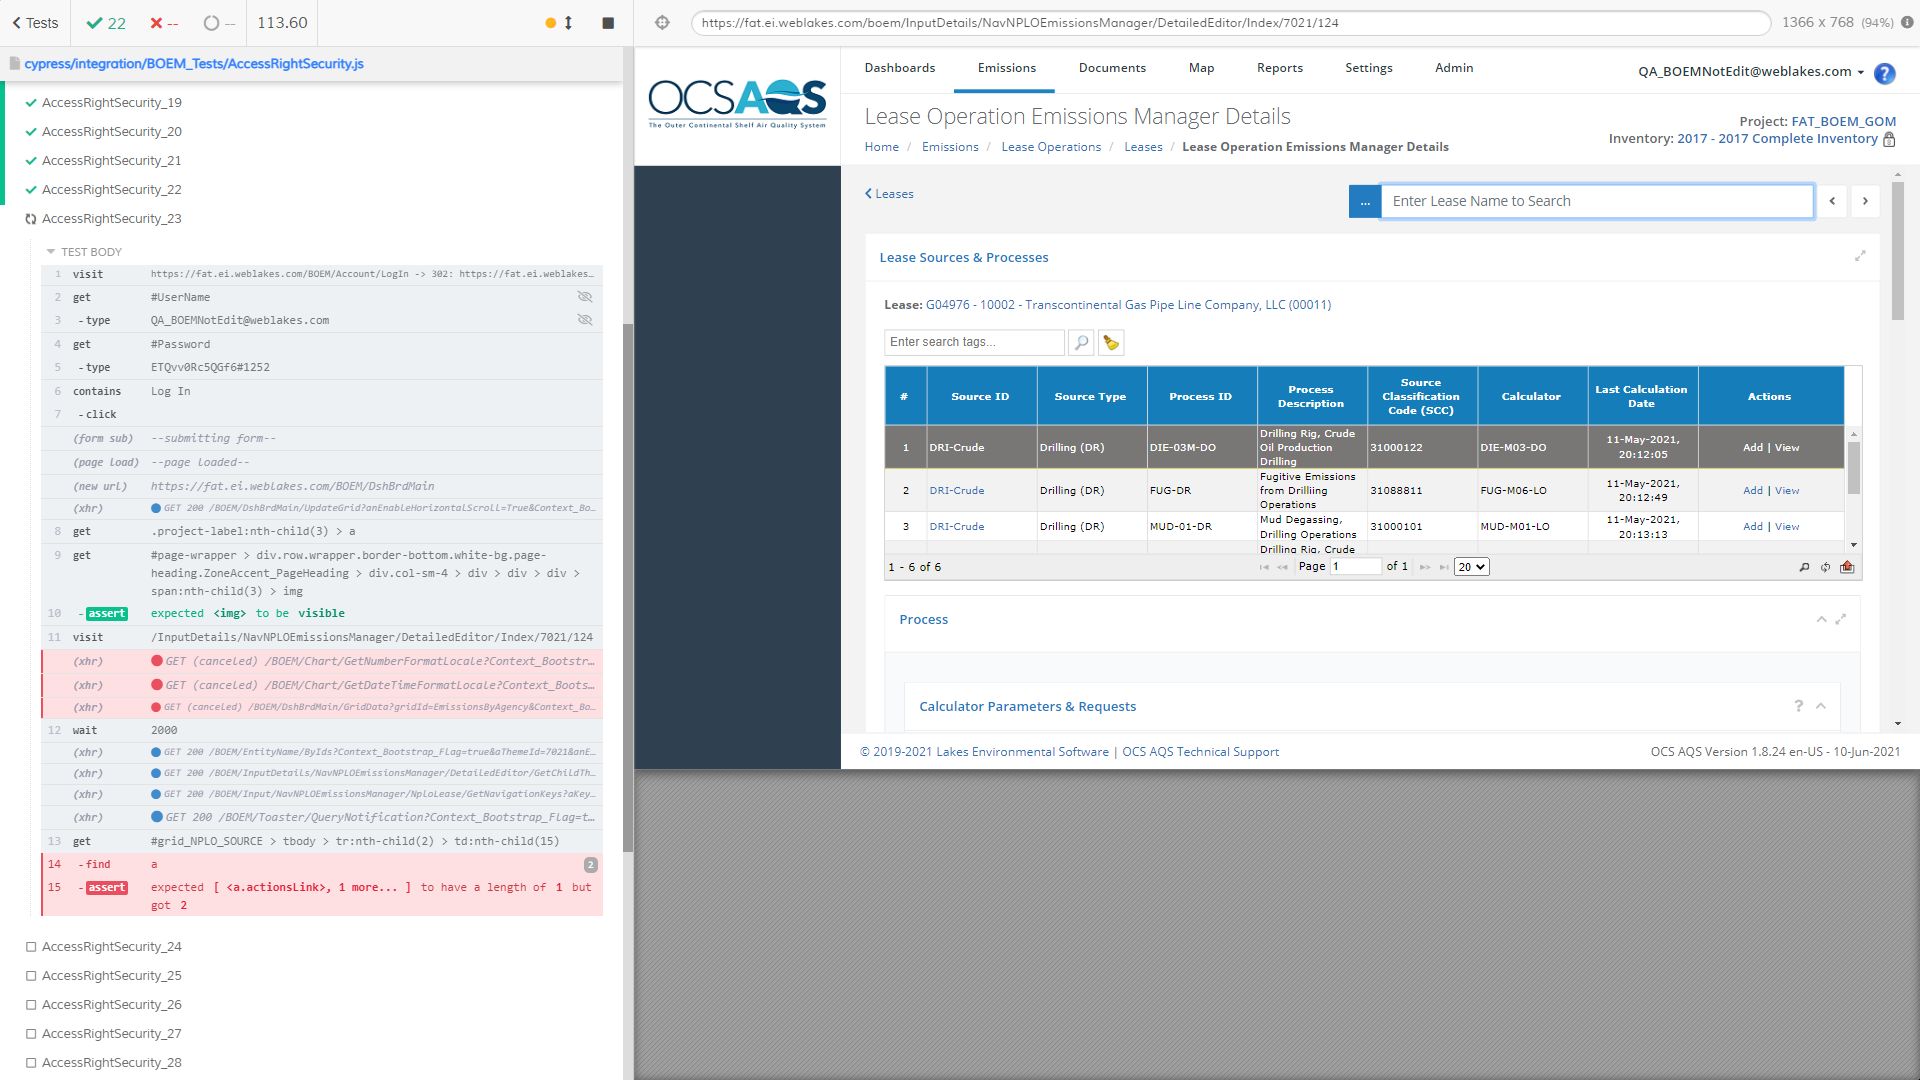 Tests
22
--
--
113.60
cypress/integration/BOEM_Tests/AccessRightSecurity.js
AccessRightSecurity_19
AccessRightSecurity_20
AccessRightSecurity_21
AccessRightSecurity_22
AccessRightSecurity_23
TEST BODY
1 visit https://fat.ei.weblakes.com/BOEM/Account/LogIn -> 302: https://fat.ei.weblakes...
2 get #UserName
3 -type QA_BOEMNotEdit@weblakes.com
4 get #Password
5 -type ETQvv0Rc5QGf6#1252
6 contains Log In
7 -click
(form sub) --submitting form--
(page load) --page loaded--
(new url) https://fat.ei.weblakes.com/BOEM/DshBrdMain
(xhr) GET 200 /BOEM/DshBrdMain/UpdateGrid?anEnableHorizontalScroll=True&Context_Bo...
8 get .project-label:nth-child(3) > a
9 get #page-wrapper > div.row.wrapper.border-bottom.white-bg.page-
heading.ZoneAccent_PageHeading > div.col-sm-4 > div > div > div >
span:nth-child(3) > img
10 -assert expected <img> to be visible
11 visit /InputDetails/NavNPLOEmissionsManager/DetailedEditor/Index/7021/124
(xhr) GET (canceled) /BOEM/Chart/GetNumberFormatLocale?Context_Bootstr...
(xhr) GET (canceled) /BOEM/Chart/GetDateTimeFormatLocale?Context_Boots...
(xhr) GET (canceled) /BOEM/DshBrdMain/GridData?gridId=EmissionsByAgency&Context_Bo...
12 wait 2000
(xhr) GET 200 /BOEM/EntityName/ByIds?Context_Bootstrap_Flag=true&aThemeId=7021&anE...
(xhr) GET 200 /BOEM/InputDetails/NavNPLOEmissionsManager/DetailedEditor/GetChildTh...
(xhr) GET 200 /BOEM/Input/NavNPLOEmissionsManager/NploLease/GetNavigationKeys?aKey...
(xhr) GET 200 /BOEM/Toaster/QueryNotification?Context_Bootstrap_Flag=t...
13 get #grid_NPLO_SOURCE > tbody > tr:nth-child(2) > td:nth-child(15)
14 -find a 2
15 -assert expected [ <a.actionsLink>, 1 more... ] to have a length of 1 but
got 2
AccessRightSecurity_24
AccessRightSecurity_25
AccessRightSecurity_26
AccessRightSecurity_27
AccessRightSecurity_28
https://fat.ei.weblakes.com/boem/InputDetails/NavNPLOEmissionsManager/DetailedEditor/Index/7021/124
1366 x 768 (94%)
OCSAQS
The Outer Continental Shelf Air Quality System
Dashboards Emissions Documents Map Reports Settings Admin
QA_BOEMNotEdit@weblakes.com ?
Lease Operation Emissions Manager Details
Project: FAT_BOEM_GOM
Inventory: 2017 - 2017 Complete Inventory
Home / Emissions / Lease Operations / Leases / Lease Operation Emissions Manager Details
Leases
... Enter Lease Name to Search
Lease Sources & Processes
Lease: G04976 - 10002 - Transcontinental Gas Pipe Line Company, LLC (00011)
Enter search tags...
# Source ID Source Type Process ID Process Description Source Classification Code (SCC) Calculator Last Calculation Date Actions
1 DRI-Crude Drilling (DR) DIE-03M-DO Drilling Rig, Crude Oil Production Drilling 31000122 DIE-M03-DO 11-May-2021, 20:12:05 Add | View
2 DRI-Crude Drilling (DR) FUG-DR Fugitive Emissions from Driliing Operations 31088811 FUG-M06-LO 11-May-2021, 20:12:49 Add | View
3 DRI-Crude Drilling (DR) MUD-01-DR Mud Degassing, Drilling Operations 31000101 MUD-M01-LO 11-May-2021, 20:13:13 Add | View
Drilling Rig, Crude
1 - 6 of 6 Page 1 of 1 20
Process
Calculator Parameters & Requests ?
© 2019-2021 Lakes Environmental Software | OCS AQS Technical Support
OCS AQS Version 1.8.24 en-US - 10-Jun-2021